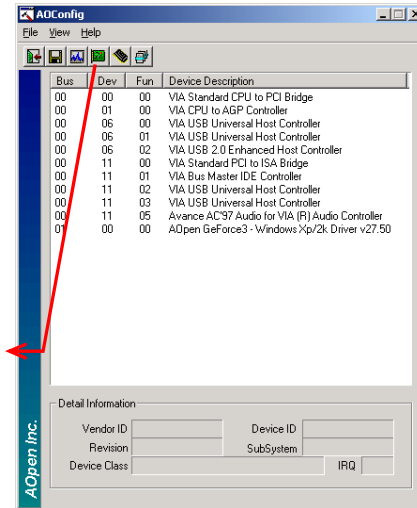 AOConfig
File View Help
Bus Dev Fun Device Description
00 00 00 VIA Standard CPU to PCI Bridge
00 01 00 VIA CPU to AGP Controller
00 06 00 VIA USB Universal Host Controller
00 06 01 VIA USB Universal Host Controller
00 06 02 VIA USB 2.0 Enhanced Host Controller
00 11 00 VIA Standard PCI to ISA Bridge
00 11 01 VIA Bus Master IDE Controller
00 11 02 VIA USB Universal Host Controller
00 11 03 VIA USB Universal Host Controller
00 11 05 Avance AC'97 Audio for VIA (R) Audio Controller
01 00 00 AOpen GeForce3 - Windows Xp/2k Driver v27.50
Detail Information
Vendor ID Device ID
Revision SubSystem
Device Class IRQ
AOpen Inc.